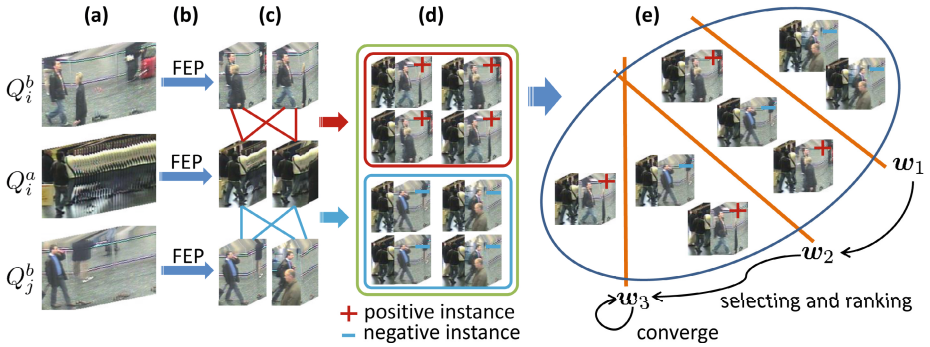 (a) (b) (c) (d) (e)
Q_i^b FEP
Q_i^a FEP
Q_j^b FEP
+ + + +
− − − −
+ positive instance
− negative instance
+ + + +
− − − −
w_1
w_2
w_3
selecting and ranking
converge